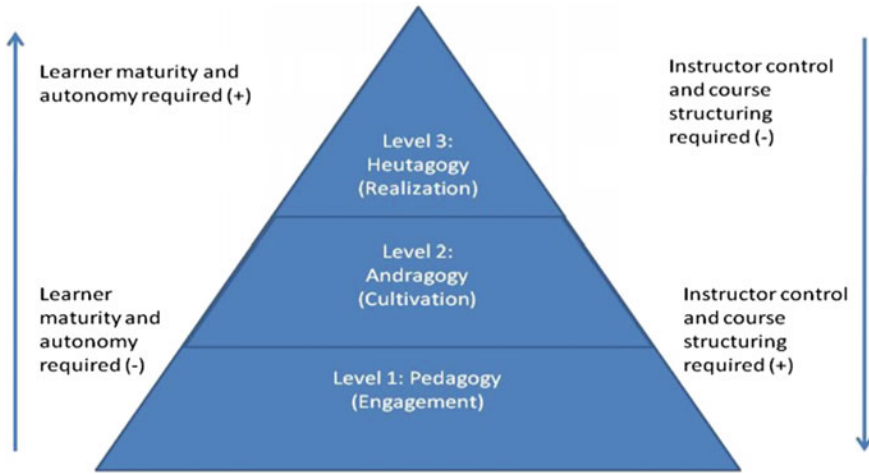 Learner maturity and
autonomy required (+)
Instructor control
and course
structuring
required (-)
Level 3:
Heutagogy
(Realization)
Level 2:
Andragogy
(Cultivation)
Learner
maturity and
autonomy
required (-)
Instructor control
and course
structuring
required (+)
Level 1: Pedagogy
(Engagement)